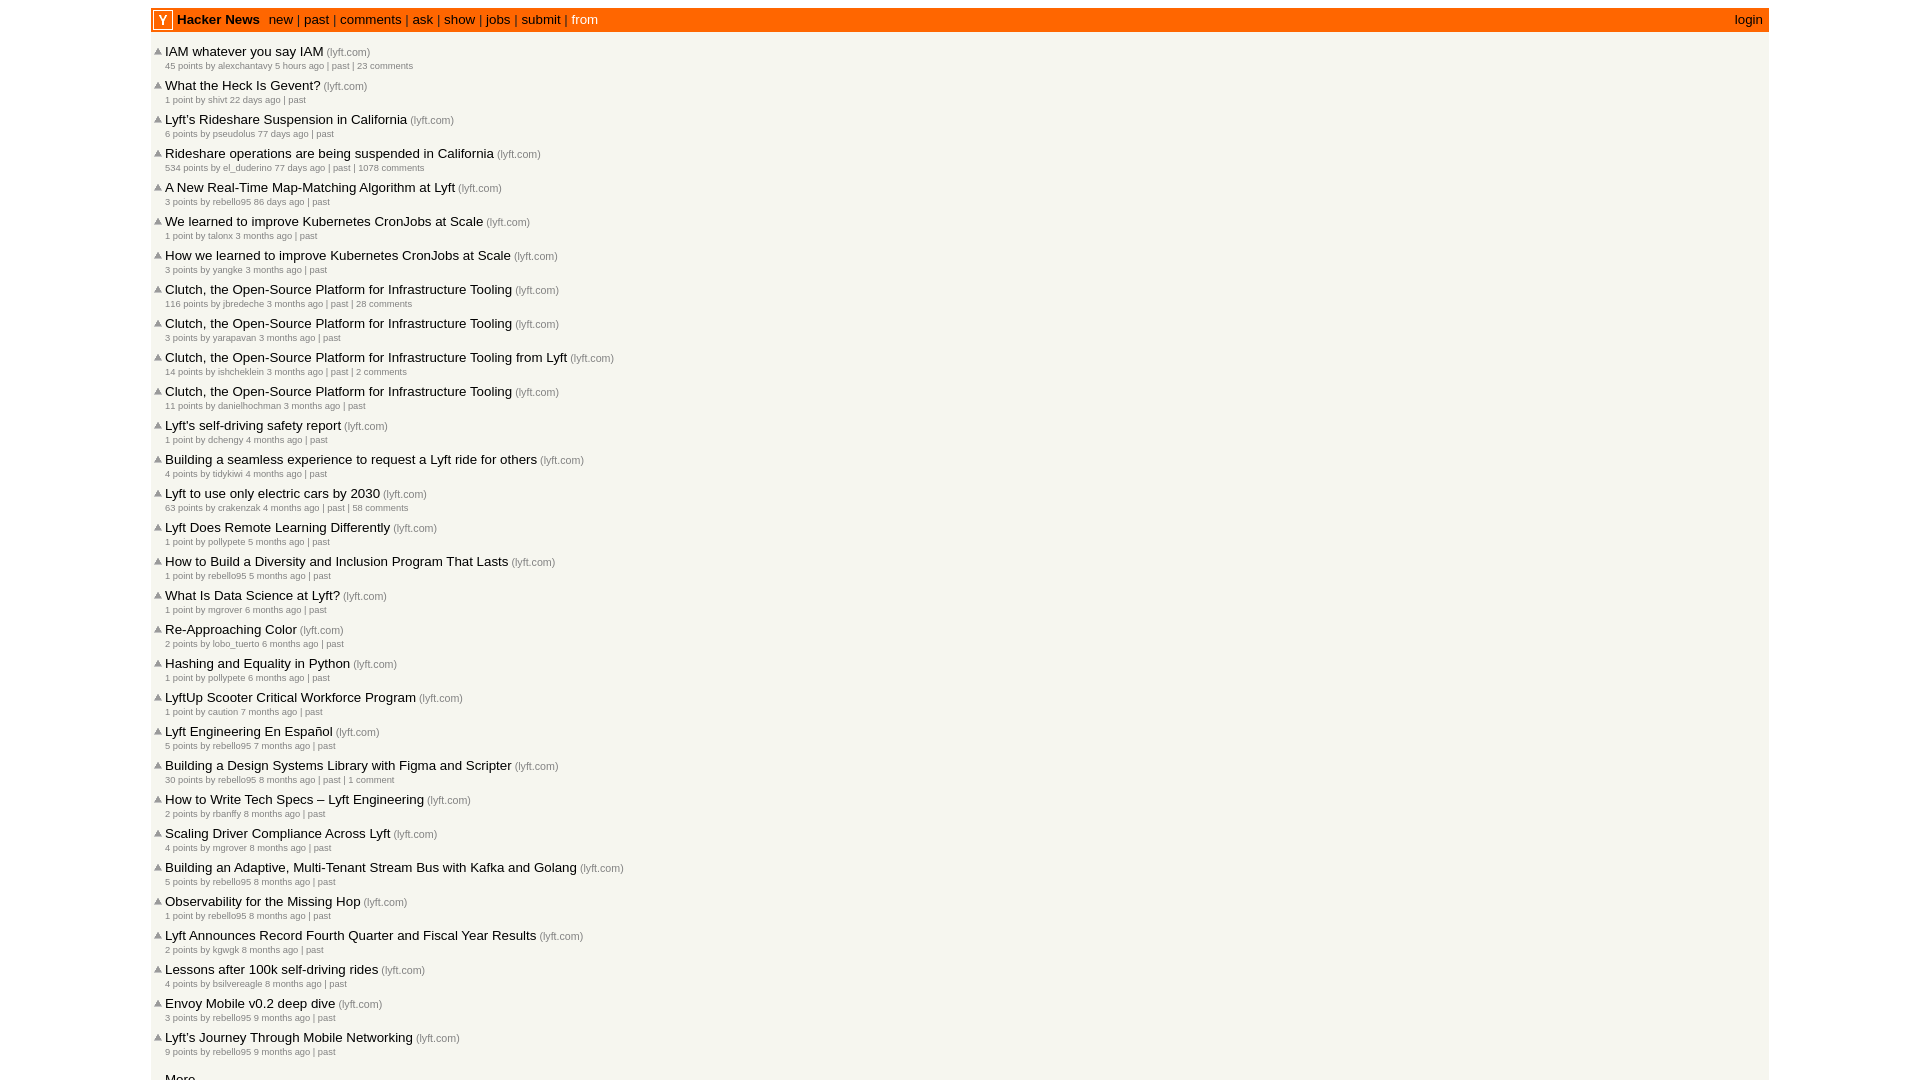 Y Hacker News new | past | comments | ask | show | jobs | submit | from login
IAM whatever you say IAM (lyft.com)
45 points by alexchantavy 5 hours ago | past | 23 comments
What the Heck Is Gevent? (lyft.com)
1 point by shivt 22 days ago | past
Lyft's Rideshare Suspension in California (lyft.com)
6 points by pseudolus 77 days ago | past
Rideshare operations are being suspended in California (lyft.com)
534 points by el_duderino 77 days ago | past | 1078 comments
A New Real-Time Map-Matching Algorithm at Lyft (lyft.com)
3 points by rebello95 86 days ago | past
We learned to improve Kubernetes CronJobs at Scale (lyft.com)
1 point by talonx 3 months ago | past
How we learned to improve Kubernetes CronJobs at Scale (lyft.com)
3 points by yangke 3 months ago | past
Clutch, the Open-Source Platform for Infrastructure Tooling (lyft.com)
116 points by jbredeche 3 months ago | past | 28 comments
Clutch, the Open-Source Platform for Infrastructure Tooling (lyft.com)
3 points by yarapavan 3 months ago | past
Clutch, the Open-Source Platform for Infrastructure Tooling from Lyft (lyft.com)
14 points by ishcheklein 3 months ago | past | 2 comments
Clutch, the Open-Source Platform for Infrastructure Tooling (lyft.com)
11 points by danielhochman 3 months ago | past
Lyft's self-driving safety report (lyft.com)
1 point by dchengy 4 months ago | past
Building a seamless experience to request a Lyft ride for others (lyft.com)
4 points by tidykiwi 4 months ago | past
Lyft to use only electric cars by 2030 (lyft.com)
63 points by crakenzak 4 months ago | past | 58 comments
Lyft Does Remote Learning Differently (lyft.com)
1 point by pollypete 5 months ago | past
How to Build a Diversity and Inclusion Program That Lasts (lyft.com)
1 point by rebello95 5 months ago | past
What Is Data Science at Lyft? (lyft.com)
1 point by mgrover 6 months ago | past
Re-Approaching Color (lyft.com)
2 points by lobo_tuerto 6 months ago | past
Hashing and Equality in Python (lyft.com)
1 point by pollypete 6 months ago | past
LyftUp Scooter Critical Workforce Program (lyft.com)
1 point by caution 7 months ago | past
Lyft Engineering En Español (lyft.com)
5 points by rebello95 7 months ago | past
Building a Design Systems Library with Figma and Scripter (lyft.com)
30 points by rebello95 8 months ago | past | 1 comment
How to Write Tech Specs – Lyft Engineering (lyft.com)
2 points by rbanffy 8 months ago | past
Scaling Driver Compliance Across Lyft (lyft.com)
4 points by mgrover 8 months ago | past
Building an Adaptive, Multi-Tenant Stream Bus with Kafka and Golang (lyft.com)
5 points by rebello95 8 months ago | past
Observability for the Missing Hop (lyft.com)
1 point by rebello95 8 months ago | past
Lyft Announces Record Fourth Quarter and Fiscal Year Results (lyft.com)
2 points by kgwgk 8 months ago | past
Lessons after 100k self-driving rides (lyft.com)
4 points by bsilvereagle 8 months ago | past
Envoy Mobile v0.2 deep dive (lyft.com)
3 points by rebello95 9 months ago | past
Lyft's Journey Through Mobile Networking (lyft.com)
9 points by rebello95 9 months ago | past
More